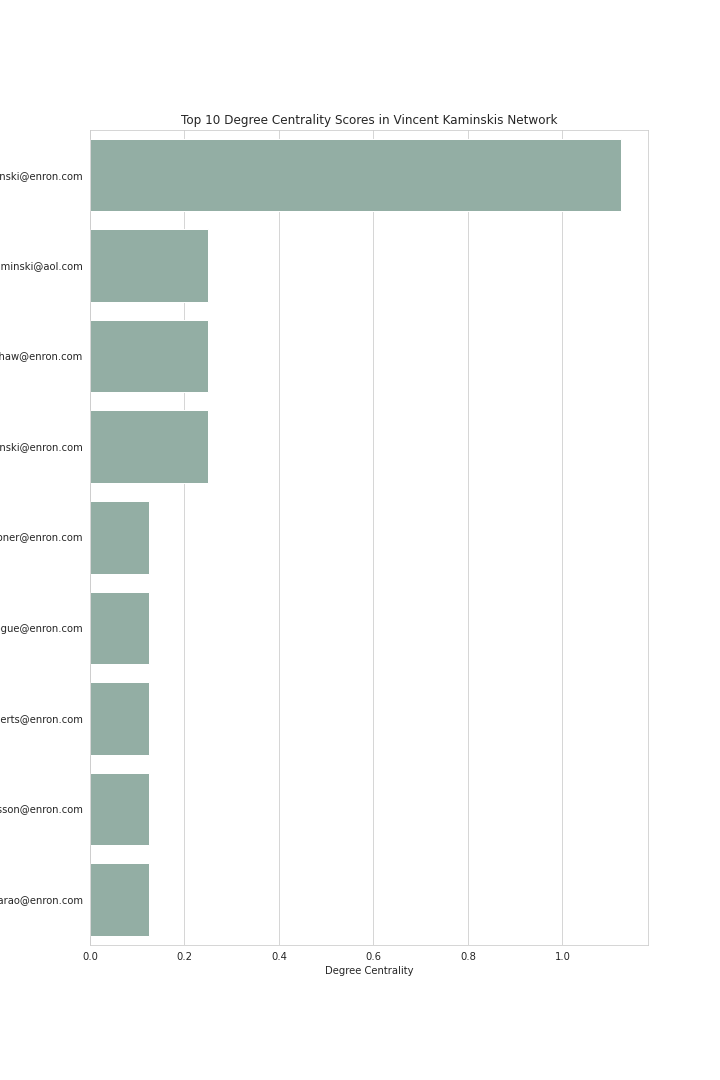 Top 10 Degree Centrality Scores in Vincent Kaminskis Network
nski@enron.com
minski@aol.com
haw@enron.com
nski@enron.com
oner@enron.com
gue@enron.com
erts@enron.com
sson@enron.com
arao@enron.com
0.0 0.2 0.4 0.6 0.8 1.0
Degree Centrality